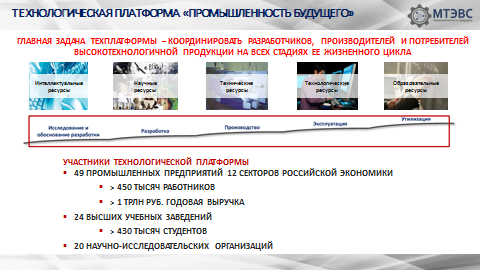 ТЕХНОЛОГИЧЕСКАЯ ПЛАТФОРМА «ПРОМЫШЛЕННОСТЬ БУДУЩЕГО»
МТЭВС
ГЛАВНАЯ ЗАДАЧА ТЕХПЛАТФОРМЫ – КООРДИНИРОВАТЬ РАЗРАБОТЧИКОВ, ПРОИЗВОДИТЕЛЕЙ И ПОТРЕБИТЕЛЕЙ
ВЫСОКОТЕХНОЛОГИЧНОЙ ПРОДУКЦИИ НА ВСЕХ СТАДИЯХ ЕЕ ЖИЗНЕННОГО ЦИКЛА
Интеллектуальные ресурсы
Научные ресурсы
Технические ресурсы
Технологические ресурсы
Образовательные ресурсы
Исследование и обоснование разработки
Разработка
Производство
Эксплуатация
Утилизация
УЧАСТНИКИ ТЕХНОЛОГИЧЕСКОЙ ПЛАТФОРМЫ
49 ПРОМЫШЛЕННЫХ ПРЕДПРИЯТИЙ 12 СЕКТОРОВ РОССИЙСКОЙ ЭКОНОМИКИ
> 450 ТЫСЯЧ РАБОТНИКОВ
> 1 ТРЛН РУБ. ГОДОВАЯ ВЫРУЧКА
24 ВЫСШИХ УЧЕБНЫХ ЗАВЕДЕНИЙ
> 430 ТЫСЯЧ СТУДЕНТОВ
20 НАУЧНО-ИССЛЕДОВАТЕЛЬСКИХ ОРГАНИЗАЦИЙ